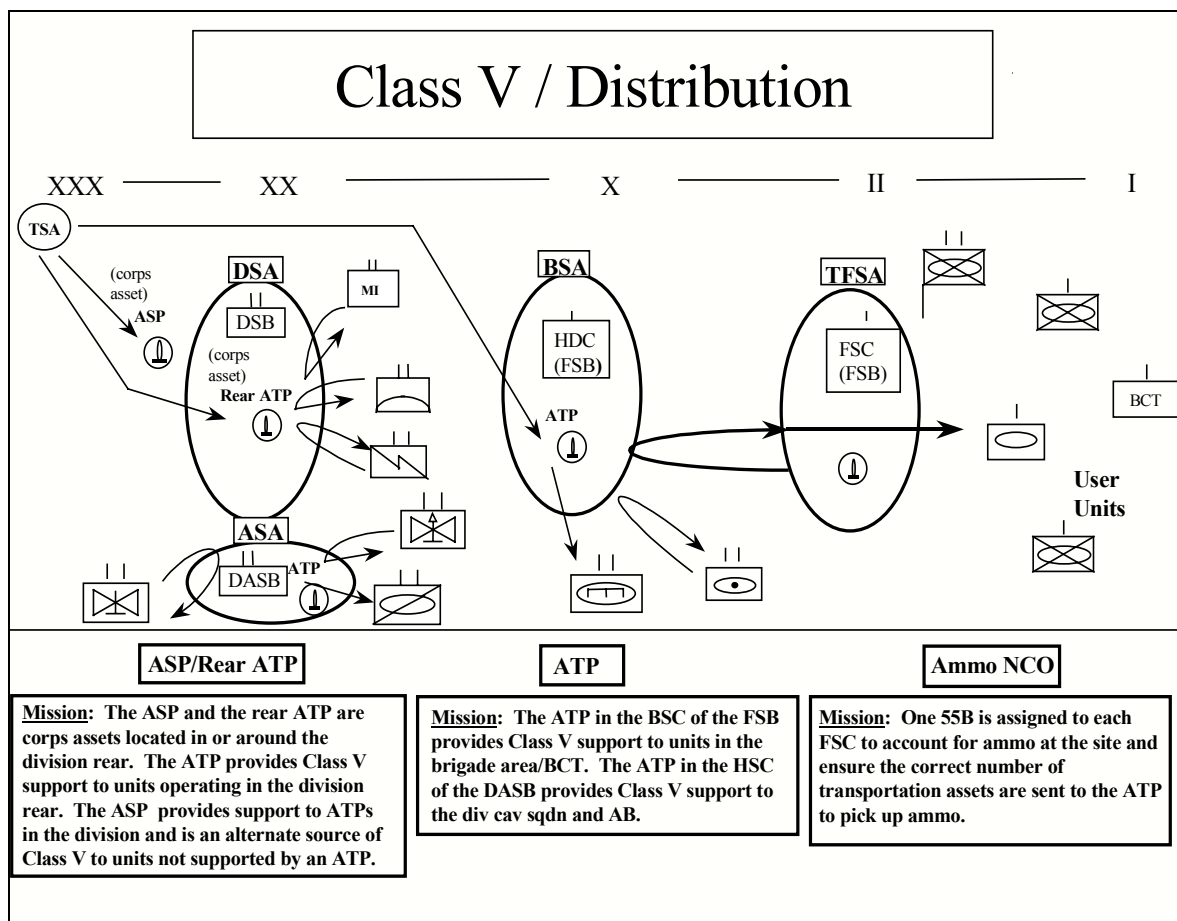 Class V / Distribution
XXX
XX
X
II
I
TSA
(corps
asset)
ASP
DSA
DSB
(corps
asset)
Rear ATP
MI
ASA
DASB
ATP
BSA
HDC
(FSB)
ATP
TFSA
FSC
(FSB)
BCT
User
Units
ASP/Rear ATP
Mission: The ASP and the rear ATP are
corps assets located in or around the
division rear. The ATP provides Class V
support to units operating in the division
rear. The ASP provides support to ATPs
in the division and is an alternate source of
Class V to units not supported by an ATP.
ATP
Mission: The ATP in the BSC of the FSB
provides Class V support to units in the
brigade area/BCT. The ATP in the HSC
of the DASB provides Class V support to
the div cav sqdn and AB.
Ammo NCO
Mission: One 55B is assigned to each
FSC to account for ammo at the site and
ensure the correct number of
transportation assets are sent to the ATP
to pick up ammo.